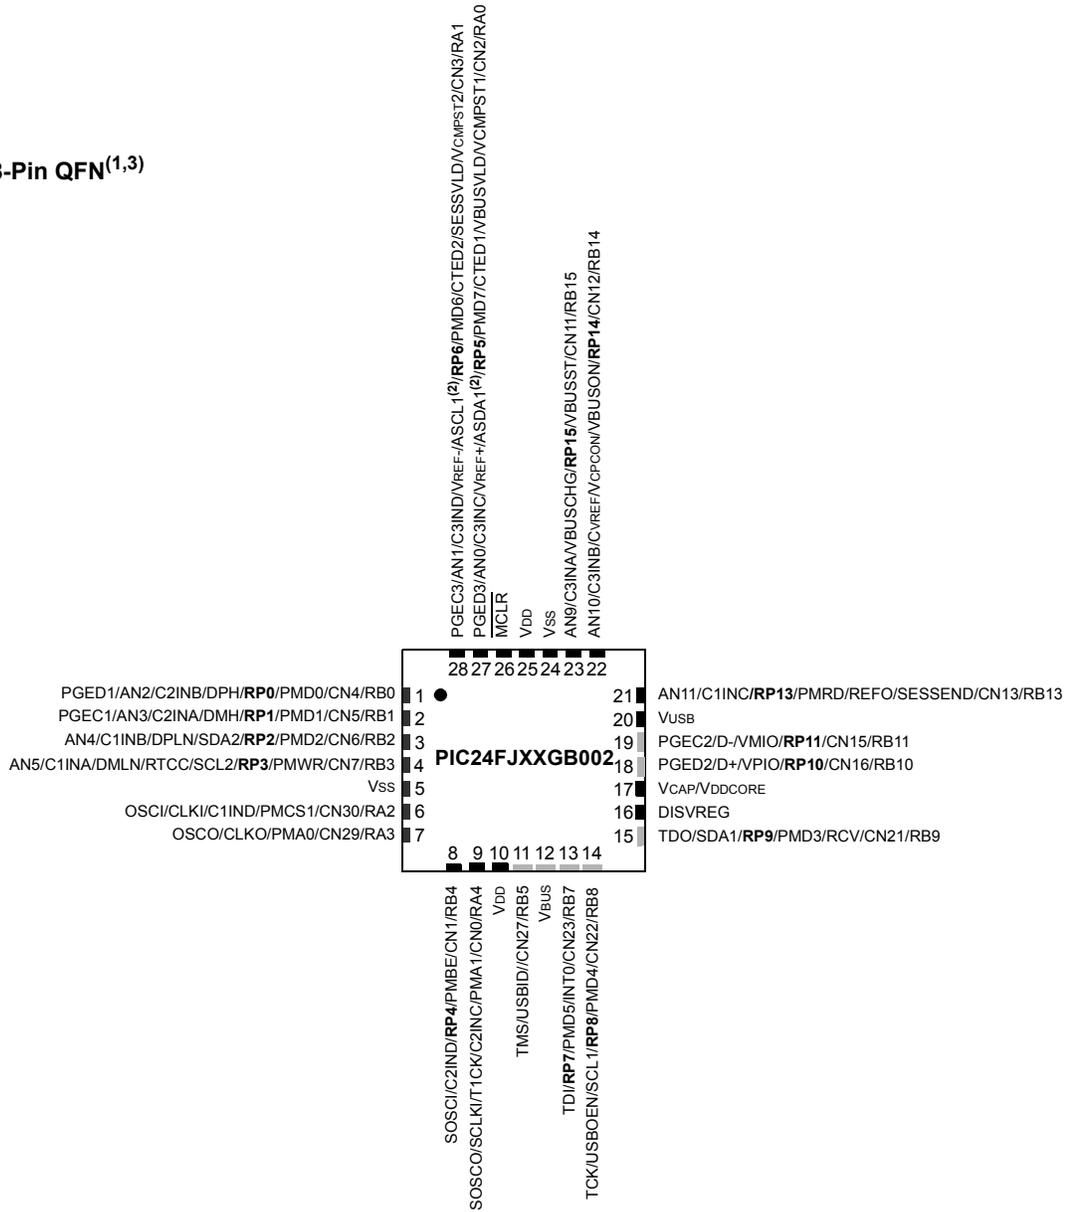 -Pin QFN(1,3)
PGEC3/AN1/C3IND/VREF-/ASCL1(2)/RP6/PMD6/CTED2/SESSVLD/VCMPST2/CN3/RA1
PGED3/AN0/C3INC/VREF+/ASDA1(2)/RP5/PMD7/CTED1/VBUSVLD/VCMPST1/CN2/RA0
MCLR
VDD
VSS
AN9/C3INA/VBUSCHG/RP15/VBUSST/CN11/RB15
AN10/C3INB/CVREF/VCPCON/VBUSON/RP14/CN12/RB14
28 27 26 25 24 23 22
PGED1/AN2/C2INB/DPH/RP0/PMD0/CN4/RB0 1
PGEC1/AN3/C2INA/DMH/RP1/PMD1/CN5/RB1 2
AN4/C1INB/DPLN/SDA2/RP2/PMD2/CN6/RB2 3
AN5/C1INA/DMLN/RTCC/SCL2/RP3/PMWR/CN7/RB3 4
VSS 5
OSCI/CLKI/C1IND/PMCS1/CN30/RA2 6
OSCO/CLKO/PMA0/CN29/RA3 7
PIC24FJXXGB002
21 AN11/C1INC/RP13/PMRD/REFO/SESSEND/CN13/RB13
20 VUSB
19 PGEC2/D-/VMIO/RP11/CN15/RB11
18 PGED2/D+/VPIO/RP10/CN16/RB10
17 VCAP/VDDCORE
16 DISVREG
15 TDO/SDA1/RP9/PMD3/RCV/CN21/RB9
8 9 10 11 12 13 14
SOSCI/C2IND/RP4/PMBE/CN1/RB4
SOSCO/SCLKI/T1CK/C2INC/PMA1/CN0/RA4
VDD
TMS/USBID//CN27/RB5
VBUS
TDI/RP7/PMD5/INT0/CN23/RB7
TCK/USBOEN/SCL1/RP8/PMD4/CN22/RB8